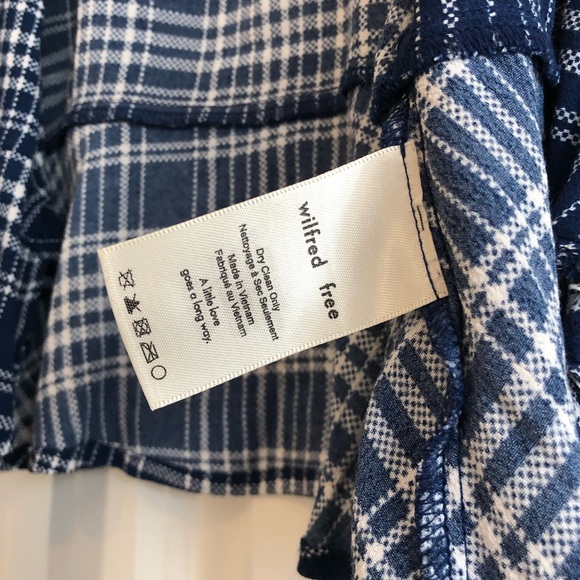 wilfred free
Dry Clean Only
Nettoyage à Sec Seulement
Made in Vietnam
Fabriqué au Vietnam
A little love
goes a long way.